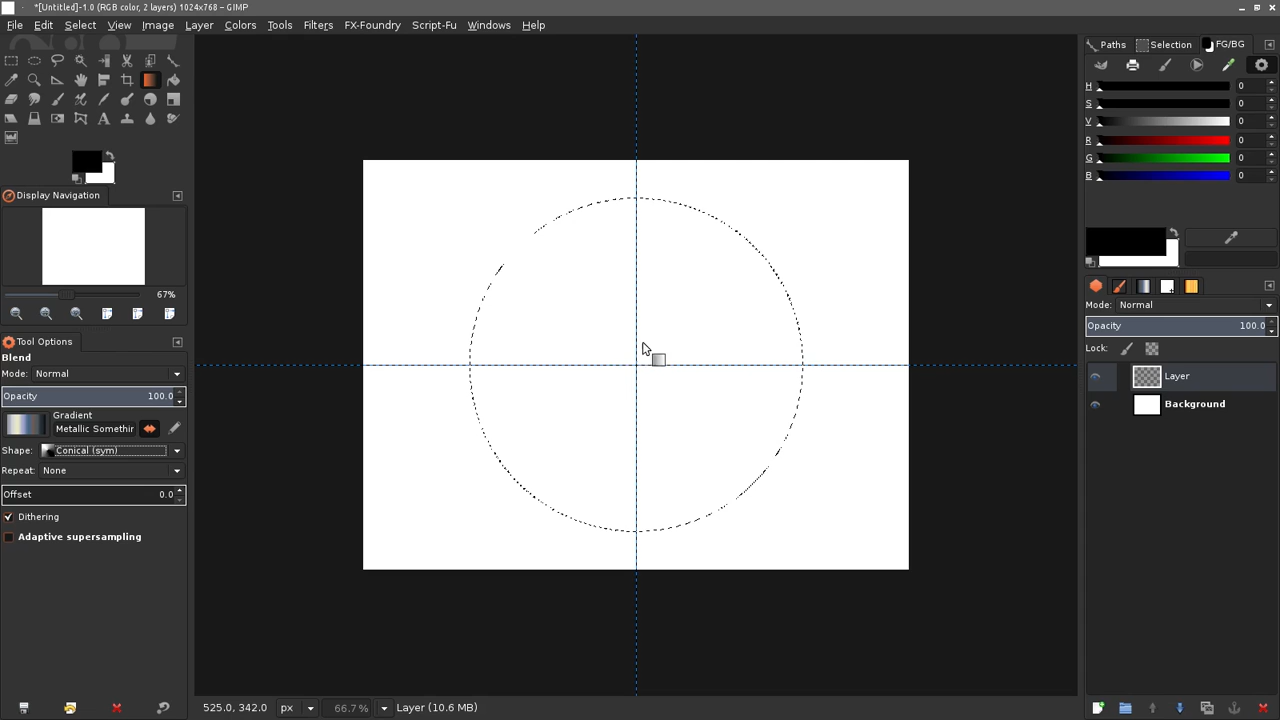 *[Untitled]-1.0 (RGB color, 2 layers) 1024x768 – GIMP
File Edit Select View Image Layer Colors Tools Filters FX-Foundry Script-Fu Windows Help
Paths Selection FG/BG
H 0
S 0
V 0
R 0
G 0
B 0
Display Navigation
67%
Tool Options
Blend
Mode: Normal
Opacity 100.0
Gradient
Metallic Somethir
Shape: Conical (sym)
Repeat: None
Offset 0.0
Dithering
Adaptive supersampling
Mode: Normal
Opacity 100.0
Lock:
Layer
Background
525.0, 342.0 px 66.7% Layer (10.6 MB)